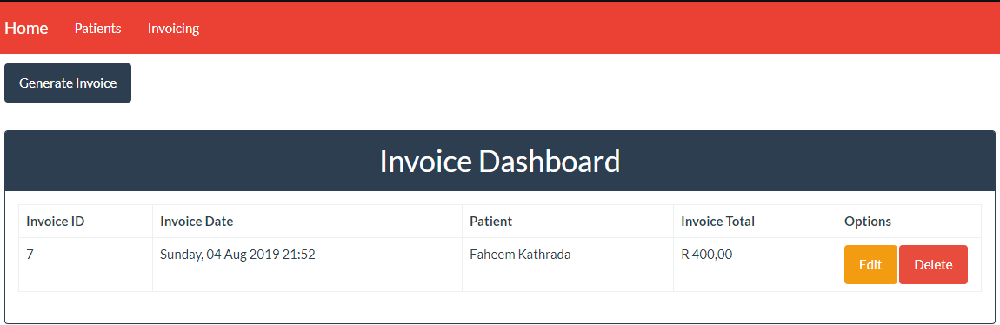 Home Patients Invoicing
Generate Invoice
Invoice Dashboard
Invoice ID Invoice Date Patient Invoice Total Options
7 Sunday, 04 Aug 2019 21:52 Faheem Kathrada R 400,00 Edit Delete